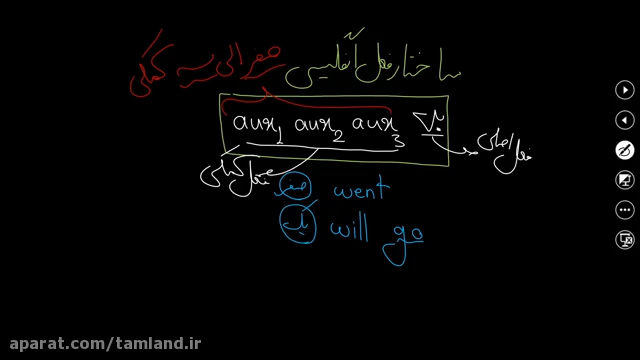 ساختار فعل انگلیسی صفر الی سه کمکی
aux₁ aux₂ aux₃ V.
فعل کمکی فعل اصلی
صفر went
یک will go
aparat.com/tamland.ir